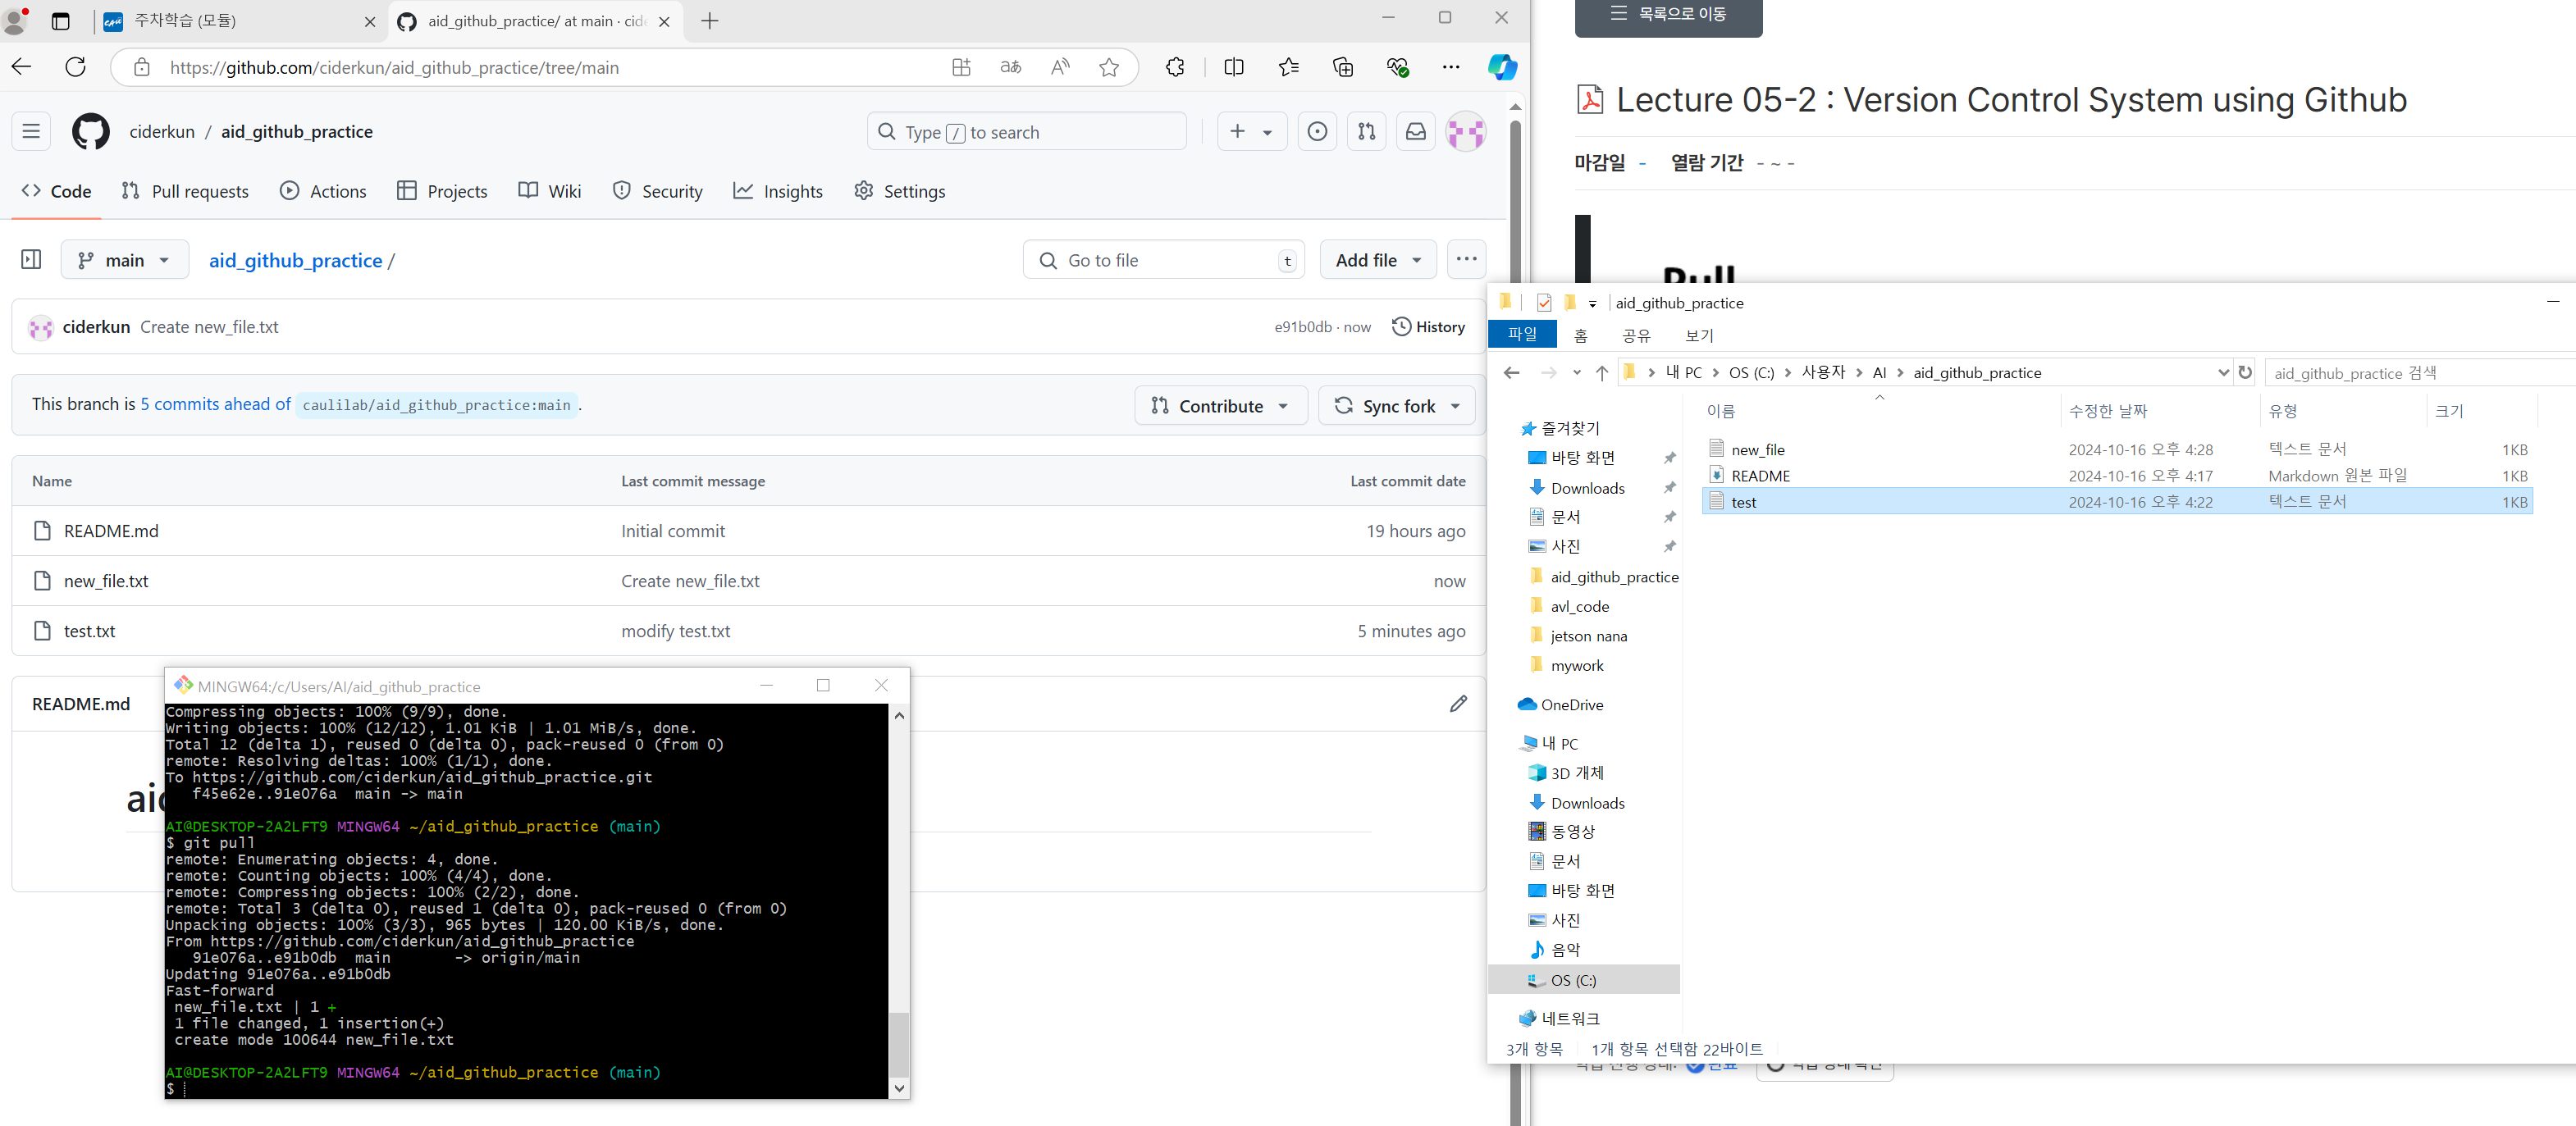 주차학습 (모듈)
aid_github_practice/ at main · cide
https://github.com/ciderkun/aid_github_practice/tree/main
ciderkun / aid_github_practice
Type / to search
Code
Pull requests
Actions
Projects
Wiki
Security
Insights
Settings
main
aid_github_practice /
Go to file
t
Add file
ciderkun Create new_file.txt
e91b0db · now
History
This branch is 5 commits ahead of caulilab/aid_github_practice:main .
Contribute
Sync fork
Name Last commit message Last commit date
README.md Initial commit 19 hours ago
new_file.txt Create new_file.txt now
test.txt modify test.txt 5 minutes ago
README.md
MINGW64:/c/Users/AI/aid_github_practice
Compressing objects: 100% (9/9), done.
Writing objects: 100% (12/12), 1.01 KiB | 1.01 MiB/s, done.
Total 12 (delta 1), reused 0 (delta 0), pack-reused 0 (from 0)
remote: Resolving deltas: 100% (1/1), done.
To https://github.com/ciderkun/aid_github_practice.git
f45e62e..91e076a main -> main
AI@DESKTOP-2A2LFT9 MINGW64 ~/aid_github_practice (main)
$ git pull
remote: Enumerating objects: 4, done.
remote: Counting objects: 100% (4/4), done.
remote: Compressing objects: 100% (2/2), done.
remote: Total 3 (delta 0), reused 1 (delta 0), pack-reused 0 (from 0)
Unpacking objects: 100% (3/3), 965 bytes | 120.00 KiB/s, done.
From https://github.com/ciderkun/aid_github_practice
91e076a..e91b0db main -> origin/main
Updating 91e076a..e91b0db
Fast-forward
new_file.txt | 1 +
1 file changed, 1 insertion(+)
create mode 100644 new_file.txt
AI@DESKTOP-2A2LFT9 MINGW64 ~/aid_github_practice (main)
$
목록으로 이동
Lecture 05-2 : Version Control System using Github
마감일 - 열람 기간 - ~ -
Pull
aid_github_practice
파일 홈 공유 보기
내 PC > OS (C:) > 사용자 > AI > aid_github_practice
aid_github_practice 검색
이름 수정한 날짜 유형 크기
new_file 2024-10-16 오후 4:28 텍스트 문서 1KB
README 2024-10-16 오후 4:17 Markdown 원본 파일 1KB
test 2024-10-16 오후 4:22 텍스트 문서 1KB
즐겨찾기
바탕 화면
Downloads
문서
사진
aid_github_practice
avl_code
jetson nana
mywork
OneDrive
내 PC
3D 개체
Downloads
동영상
문서
바탕 화면
사진
음악
OS (C:)
네트워크
3개 항목 1개 항목 선택함 22바이트